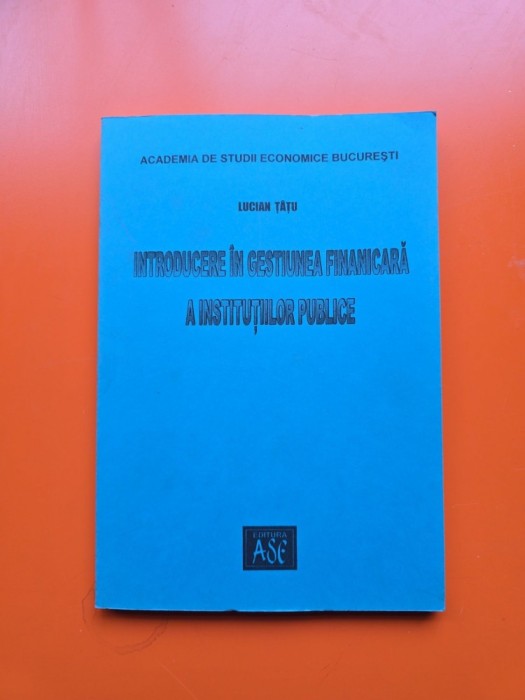 ACADEMIA DE STUDII ECONOMICE BUCUREŞTI
LUCIAN ŢÂŢU
INTRODUCERE ÎN GESTIUNEA FINANICARĂ
A INSTITUŢIILOR PUBLICE
EDITURA
ASE